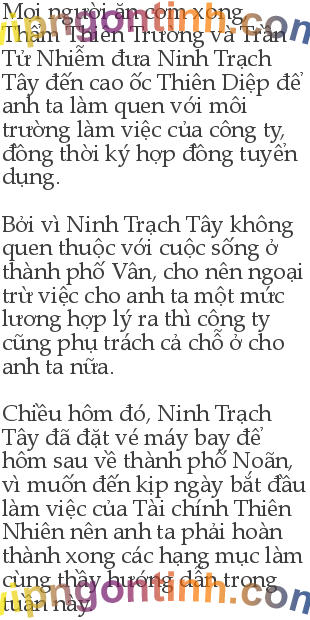 Mọi người ăn cơm xong,
Thẩm Thiên Trường và Trần
Tử Nhiễm đưa Ninh Trạch
Tây đến cao ốc Thiên Diệp để
anh ta làm quen với môi
trường làm việc của công ty,
đồng thời ký hợp đồng tuyển
dụng.
Bởi vì Ninh Trạch Tây không
quen thuộc với cuộc sống ở
thành phố Vân, cho nên ngoại
trừ việc cho anh ta một mức
lương hợp lý ra thì công ty
cũng phụ trách cả chỗ ở cho
anh ta nữa.
Chiều hôm đó, Ninh Trạch
Tây đã đặt vé máy bay để
hôm sau về thành phố Noãn,
vì muốn đến kịp ngày bắt đầu
làm việc của Tài chính Thiên
Nhiên nên anh ta phải hoàn
thành xong các hạng mục làm
cùng thầy hướng dẫn trong
tuần này.